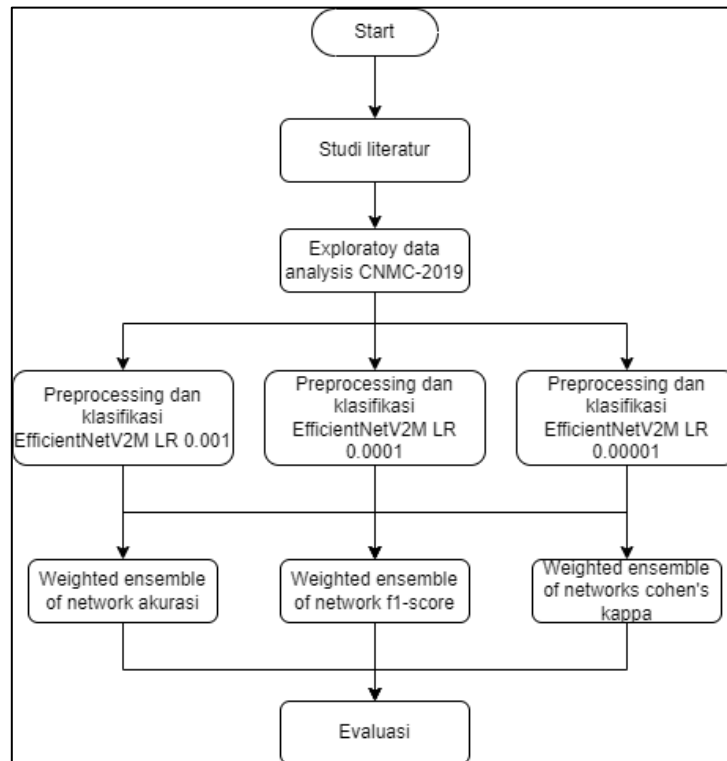 Start
Studi literatur
Exploratoy data
analysis CNMC-2019
Preprocessing dan
klasifikasi
EfficientNetV2M LR 0.001
Preprocessing dan
klasifikasi
EfficientNetV2M LR
0.0001
Preprocessing dan
klasifikasi
EfficientNetV2M LR
0.00001
Weighted ensemble
of network akurasi
Weighted ensemble
of network f1-score
Weighted ensemble
of networks cohen's
kappa
Evaluasi